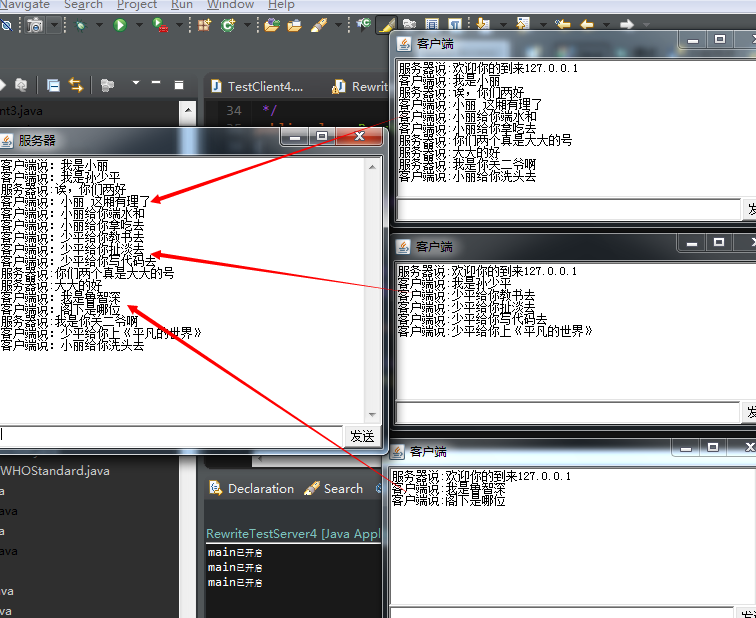 Navigate Search Project Run Window Help
nt3.java
TestClient4....
Rewrit
34 */
服务器
客户端说：我是小丽
客户端说：我是孙少平
服务器说:诶，你们两好
客户端说：小丽 这厢有理了
客户端说：小丽给你端水和
客户端说：小丽给你拿吃去
客户端说：少平给你教书去
客户端说：少平给你扯淡去
客户端说：少平给你写代码去
服务器说:你们两个真是大大的号
服务器说:大大的好
客户端说：我是鲁智深
客户端说：阁下是哪位
服务器说:我是你关二爷啊
客户端说：少平给你上《平凡的世界》
客户端说：小丽给你洗头去
发送
客户端
服务器说:欢迎你的到来127.0.0.1
客户端说:我是小丽
服务器说:诶，你们两好
客户端说:小丽 这厢有理了
客户端说:小丽给你端水和
客户端说:小丽给你拿吃去
服务器说:你们两个真是大大的号
服务器说:大大的好
服务器说:我是你关二爷啊
客户端说:小丽给你洗头去
发
客户端
服务器说:欢迎你的到来127.0.0.1
客户端说:我是孙少平
客户端说:少平给你教书去
客户端说:少平给你扯淡去
客户端说:少平给你写代码去
客户端说:少平给你上《平凡的世界》
发
客户端
服务器说:欢迎你的到来127.0.0.1
客户端说:我是鲁智深
客户端说:阁下是哪位
WHOStandard.java
a
ava
a
ava
va
va
Declaration Search
RewriteTestServer4 [Java Appl
main已开启
main已开启
main已开启